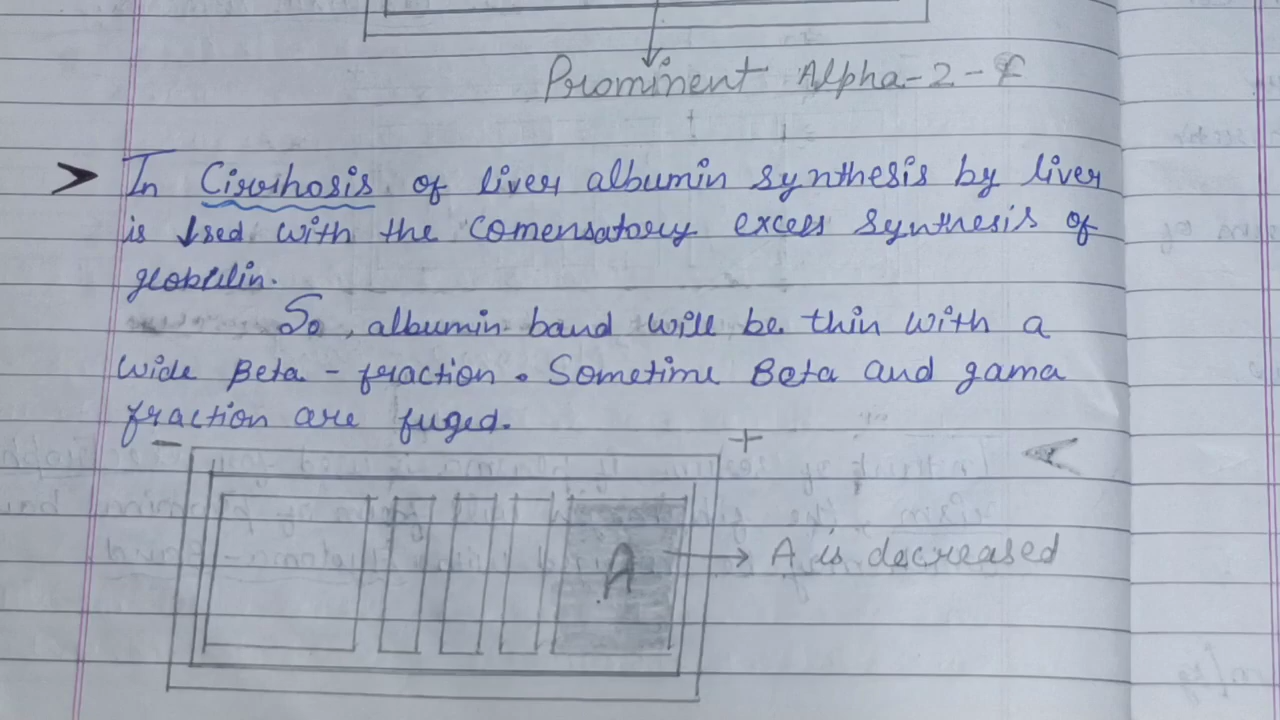 Prominent Alpha-2-F
> In Cirrhosis of liver albumin synthesis by liver
is ↓sed with the comensatory excess synthesis of
globulin.
So, albumin band will be thin with a
wide Beta - fraction. Sometime Beta and gama
fraction are fuged.
− +
A → A is decreased